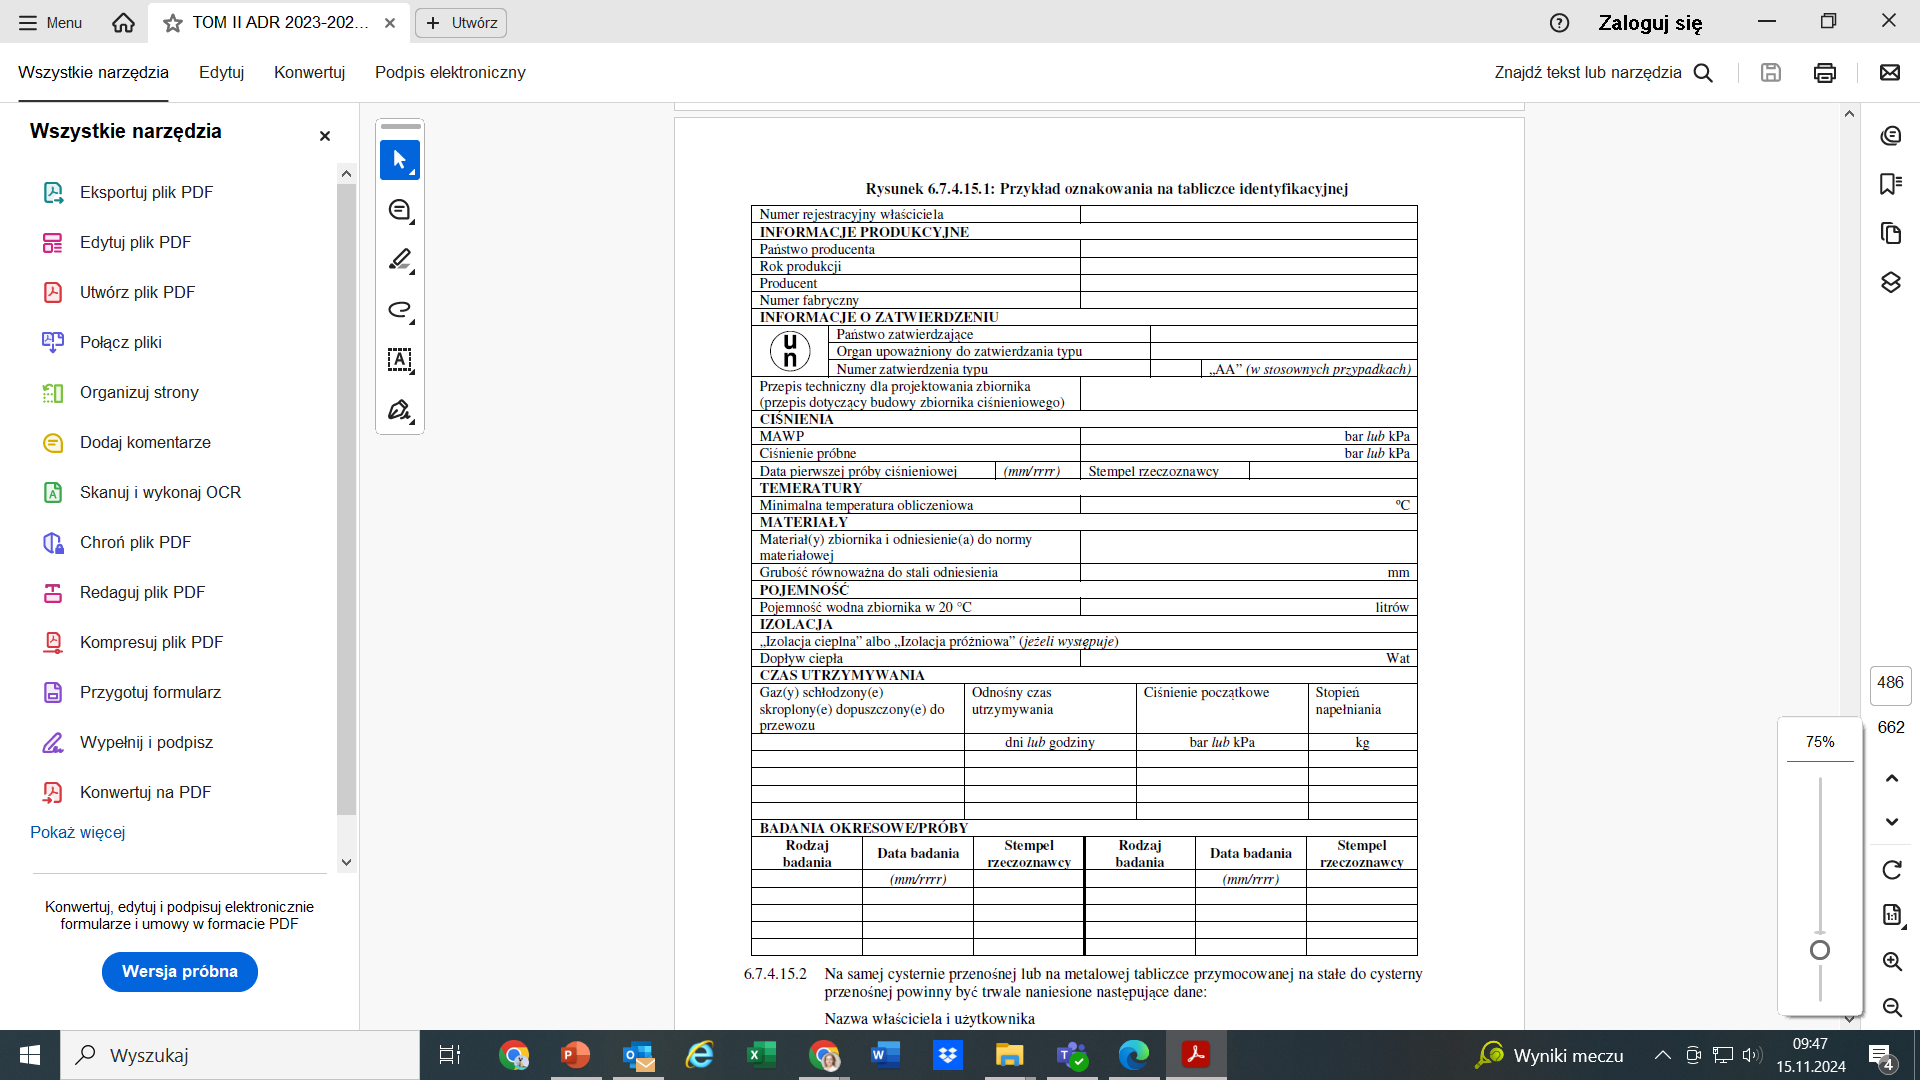 Menu
TOM II ADR 2023-202...
Utwórz
Zaloguj się
Wszystkie narzędzia
Edytuj
Konwertuj
Podpis elektroniczny
Znajdź tekst lub narzędzia
Wszystkie narzędzia
Eksportuj plik PDF
Edytuj plik PDF
Utwórz plik PDF
Połącz pliki
Organizuj strony
Dodaj komentarze
Skanuj i wykonaj OCR
Chroń plik PDF
Redaguj plik PDF
Kompresuj plik PDF
Przygotuj formularz
Wypełnij i podpisz
Konwertuj na PDF
Pokaż więcej
Konwertuj, edytuj i podpisuj elektronicznie
formularze i umowy w formacie PDF
Wersja próbna
Rysunek 6.7.4.15.1: Przykład oznakowania na tabliczce identyfikacyjnej
Numer rejestracyjny właściciela
INFORMACJE PRODUKCYJNE
Państwo producenta
Rok produkcji
Producent
Numer fabryczny
INFORMACJE O ZATWIERDZENIU
u
n
Państwo zatwierdzające
Organ upoważniony do zatwierdzania typu
Numer zatwierdzenia typu „AA” (w stosownych przypadkach)
Przepis techniczny dla projektowania zbiornika
(przepis dotyczący budowy zbiornika ciśnieniowego)
CIŚNIENIA
MAWP bar lub kPa
Ciśnienie próbne bar lub kPa
Data pierwszej próby ciśnieniowej (mm/rrrr) Stempel rzeczoznawcy
TEMERATURY
Minimalna temperatura obliczeniowa ºC
MATERIAŁY
Materiał(y) zbiornika i odniesienie(a) do normy
materiałowej
Grubość równoważna do stali odniesienia mm
POJEMNOŚĆ
Pojemność wodna zbiornika w 20 °C litrów
IZOLACJA
„Izolacja cieplna” albo „Izolacja próżniowa” (jeżeli występuje)
Dopływ ciepła Wat
CZAS UTRZYMYWANIA
Gaz(y) schłodzony(e) Odnośny czas Ciśnienie początkowe Stopień
skroplony(e) dopuszczony(e) do utrzymywania napełniania
przewozu
dni lub godziny bar lub kPa kg
BADANIA OKRESOWE/PRÓBY
Rodzaj Data badania Stempel Rodzaj Data badania Stempel
badania rzeczoznawcy badania rzeczoznawcy
(mm/rrrr) (mm/rrrr)
6.7.4.15.2 Na samej cysternie przenośnej lub na metalowej tabliczce przymocowanej na stałe do cysterny
przenośnej powinny być trwale naniesione następujące dane:
Nazwa właściciela i użytkownika
486
662
75%
1:1
Wyszukaj
Wyniki meczu
09:47
15.11.2024
4